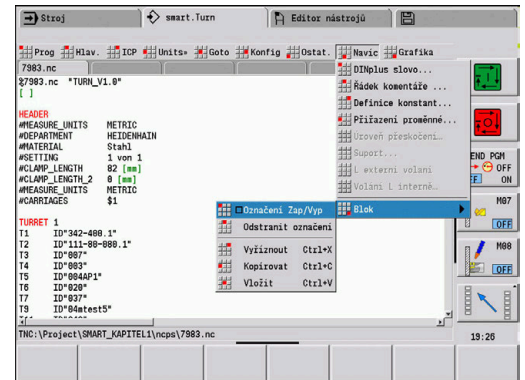 Stroj smart.Turn Editor nástrojů
Prog Hlav. ICP Units» Goto Konfig Ostat. Navíc Grafika
7983.nc
%7983.nc "TURN_V1.0"
[ ]
HEADER
#MEASURE_UNITS METRIC
#DEPARTMENT HEIDENHAIN
#MATERIAL Stahl
#SETTING 1 von 1
#CLAMP_LENGTH 82 [mm]
#CLAMP_LENGTH_2 0 [mm]
#MEASURE_UNITS METRIC
#CARRIAGES $1
TURRET 1
T1 ID"342-400.1"
T2 ID"111-80-080.1"
T3 ID"007"
T4 ID"003"
T5 ID"004AP1"
T6 ID"020"
T7 ID"037"
T9 ID"04mtest5"
DINplus slovo...
Řádek komentáře ...
Definice konstant...
Přiřazení proměnné...
Úroveň přeskočení…
Suport...
L externí volání
Volání L interně…
Blok
Označení Zap/Vyp
Odstranit označení
Vyjíznout Ctrl+X
Kopírovat Ctrl+C
Vložit Ctrl+V
END PGM
OFF
ON
M07
OFF
M08
OFF
TNC:\Project\SMART_KAPITEL1\ncps\7983.nc
19:26